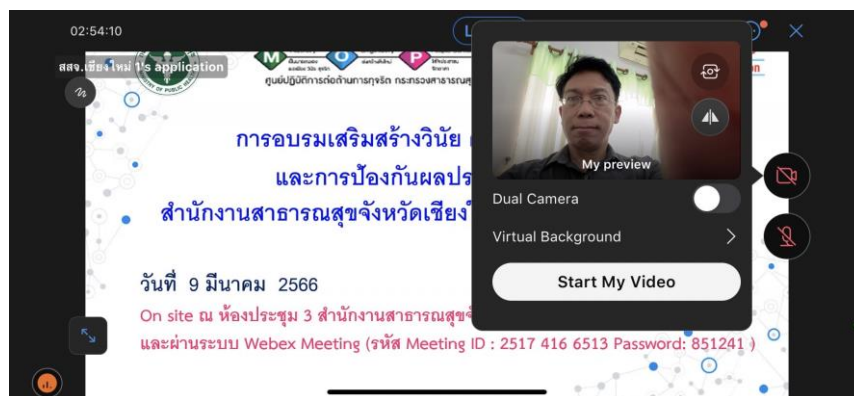 02:54:10
สสจ.เชียงใหม่ 1's application
ศูนย์ปฏิบัติการต่อต้านการทุจริต กระทรวงสาธารณสุ
การอบรมเสริมสร้างวินัย
และการป้องกันผลประ
สำนักงานสาธารณสุขจังหวัดเชียงใ
วันที่ 9 มีนาคม 2566
On site ณ ห้องประชุม 3 สำนักงานสาธารณสุขจั
และผ่านระบบ Webex Meeting (รหัส Meeting ID : 2517 416 6513 Password: 851241 )
My preview
Dual Camera
Virtual Background
Start My Video